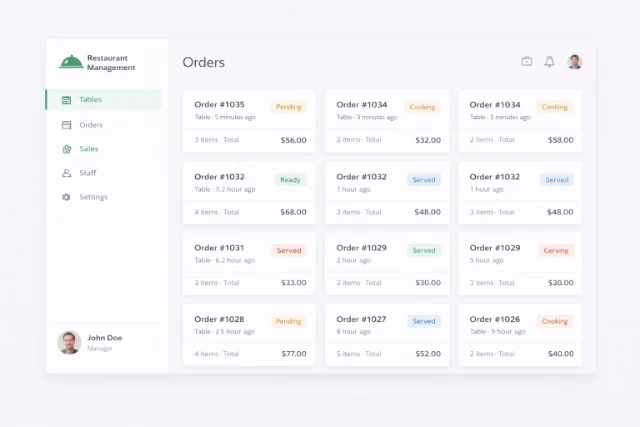 Restaurant
Management
Tables
Orders
Sales
Staff
Settings
John Doe
Manager
Orders
Order #1035
Pending
Table · 5 minutes ago
3 items · Total
$56.00
Order #1034
Cooking
Table · 3 minutes ago
2 items · Total
$32.00
Order #1034
Cooking
Table · 5 minutes ago
2 items · Total
$58.00
Order #1032
Ready
Table · 7, 2 hour ago
4 items · Total
$68.00
Order #1032
Served
1 hour ago
2 items · Total
$48.00
Order #1032
Served
1 hour ago
2 items · Total
$48.00
Order #1031
Served
Table · 6, 2 hour ago
2 items · Total
$33.00
Order #1029
Served
2 hour ago
2 items · Total
$30.00
Order #1029
Cerving
5 hour ago
2 items · Total
$30.00
Order #1028
Pending
Table · 2.5 hour ago
4 items · Total
$77.00
Order #1027
Served
6 hour ago
5 items · Total
$52.00
Order #1026
Cooking
Table · 9 hour ago
2 items · Total
$40.00